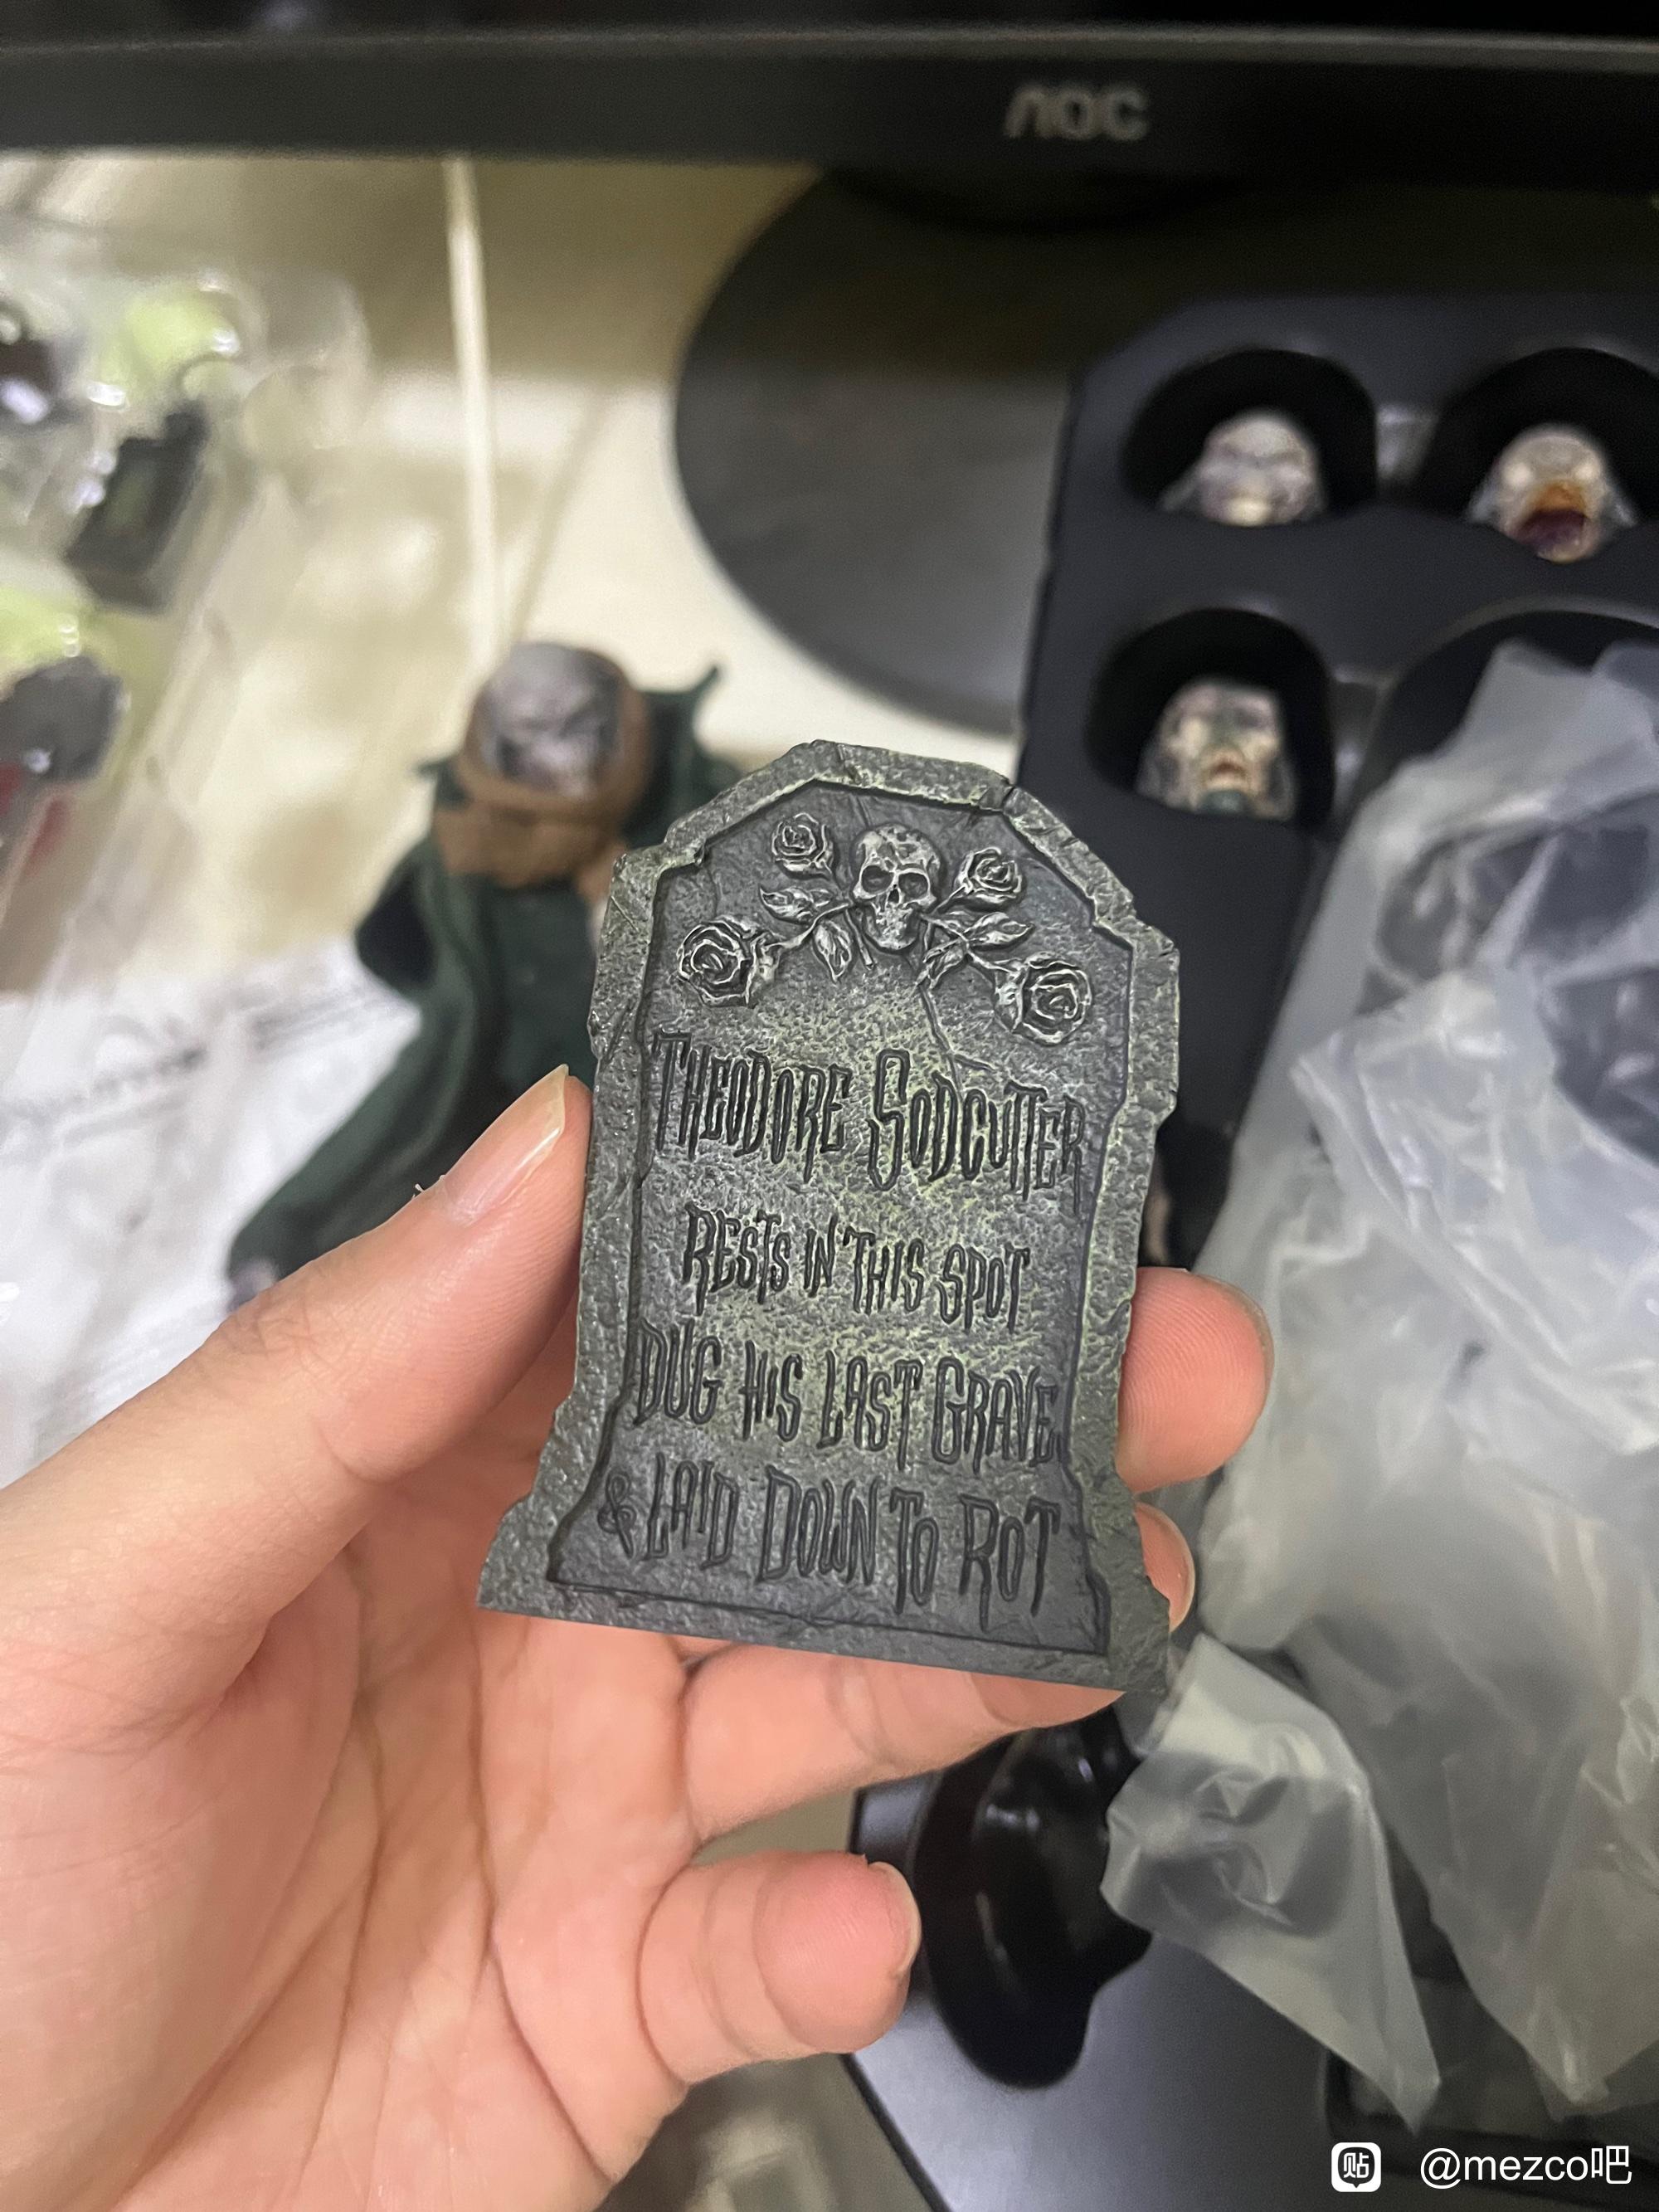 AOC
THEODORE SODCUTTER
RESTS IN THIS SPOT
DUG HIS LAST GRAVE
& LAID DOWN TO ROT
贴 @mezco吧